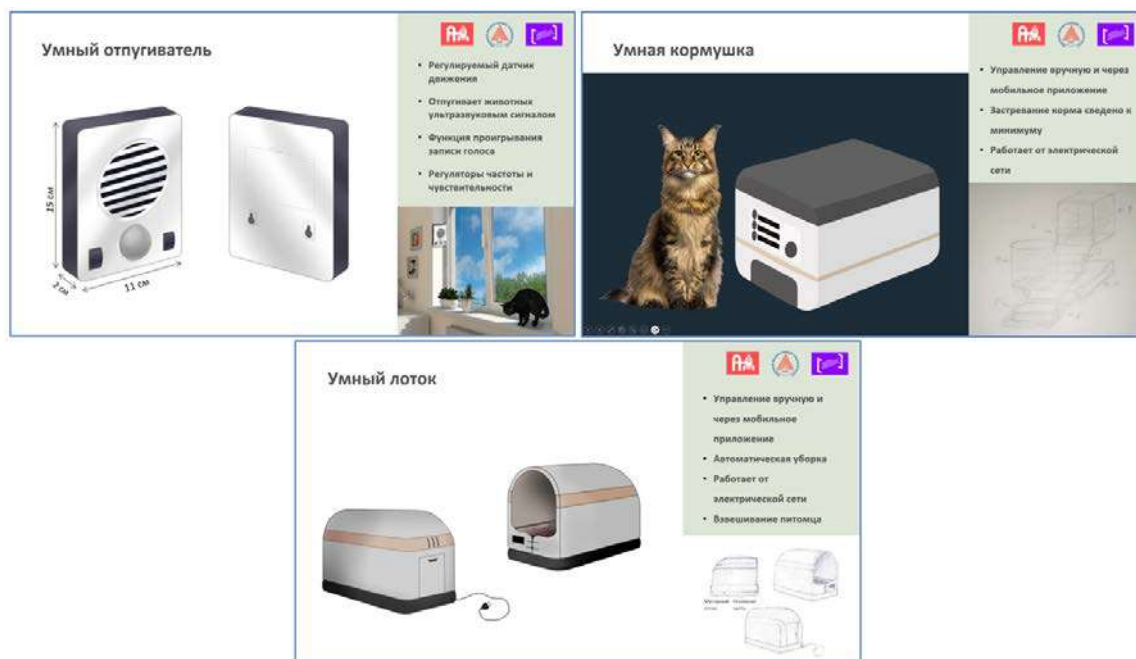 Умный отпугиватель
• Регулируемый датчик
движения
• Отпугивает животных
ультразвуковым сигналом
• Функция проигрывания
записи голоса
• Регуляторы частоты и
чувствительности
15 см
2 см
11 см
Умная кормушка
• Управление вручную и через
мобильное приложение
• Застревание корма сведено к
минимуму
• Работает от электрической
сети
Умный лоток
• Управление вручную и
через мобильное
приложение
• Автоматическая уборка
• Работает от
электрической сети
• Взвешивание питомца